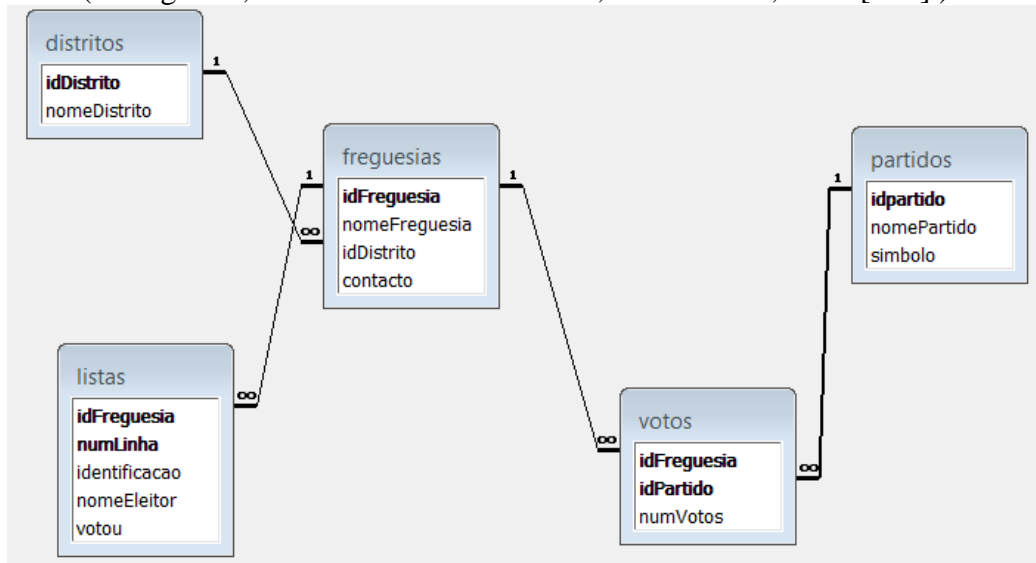 distritos
idDistrito
nomeDistrito
1
freguesias
idFreguesia
nomeFreguesia
idDistrito
contacto
1
∞
1
partidos
idpartido
nomePartido
simbolo
1
listas
idFreguesia
numLinha
identificacao
nomeEleitor
votou
∞
votos
idFreguesia
idPartido
numVotos
∞
∞